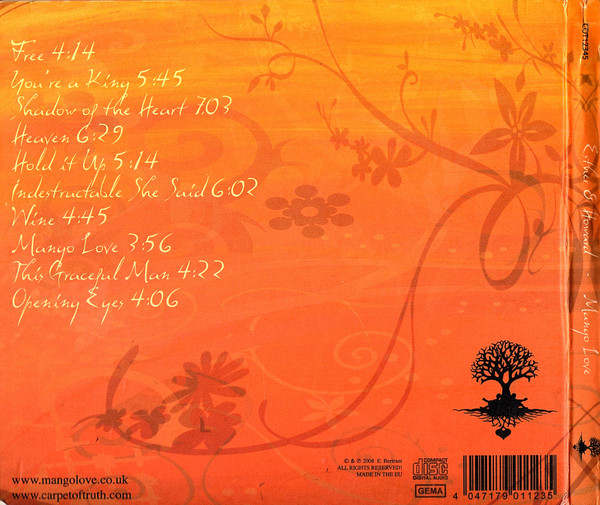 Free 4:14
You're a King 5:45
Shadow of the Heart 7:03
Heaven 6:29
Hold it Up 5:14
Indestructable She Said 6:02
Wine 4:45
Mango Love 3:56
This Graceful Man 4:22
Opening Eyes 4:06
www.mangolove.co.uk
www.carpetoftruth.com
© & ℗ 2008 E. Bertram
ALL RIGHTS RESERVED!
MADE IN THE EU
COMPACT
disc
DIGITAL AUDIO
GEMA
4 047179 011235
COT12345
Mango Love